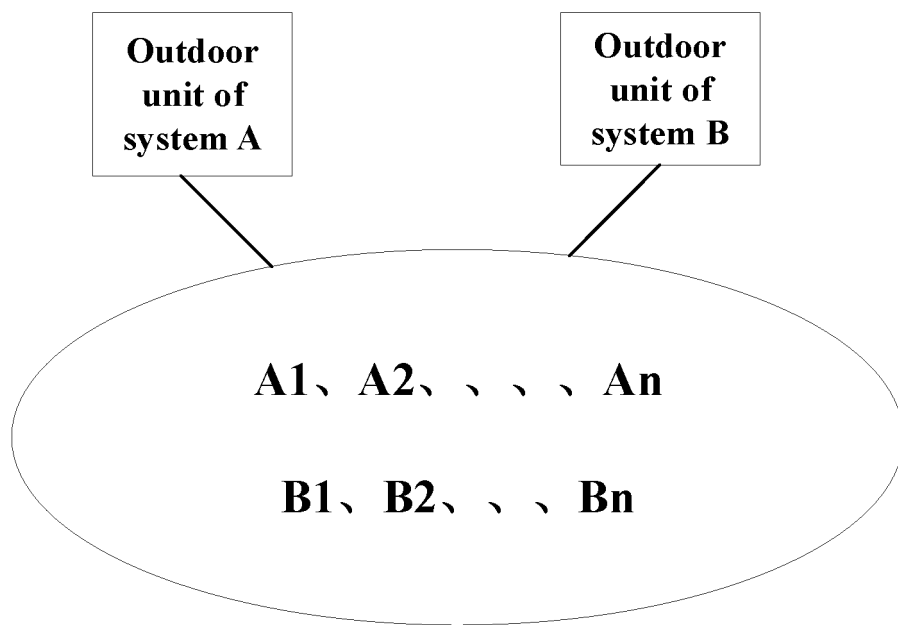 Outdoor
unit of
system A
Outdoor
unit of
system B
A1、A2、、、、An
B1、B2、、、Bn